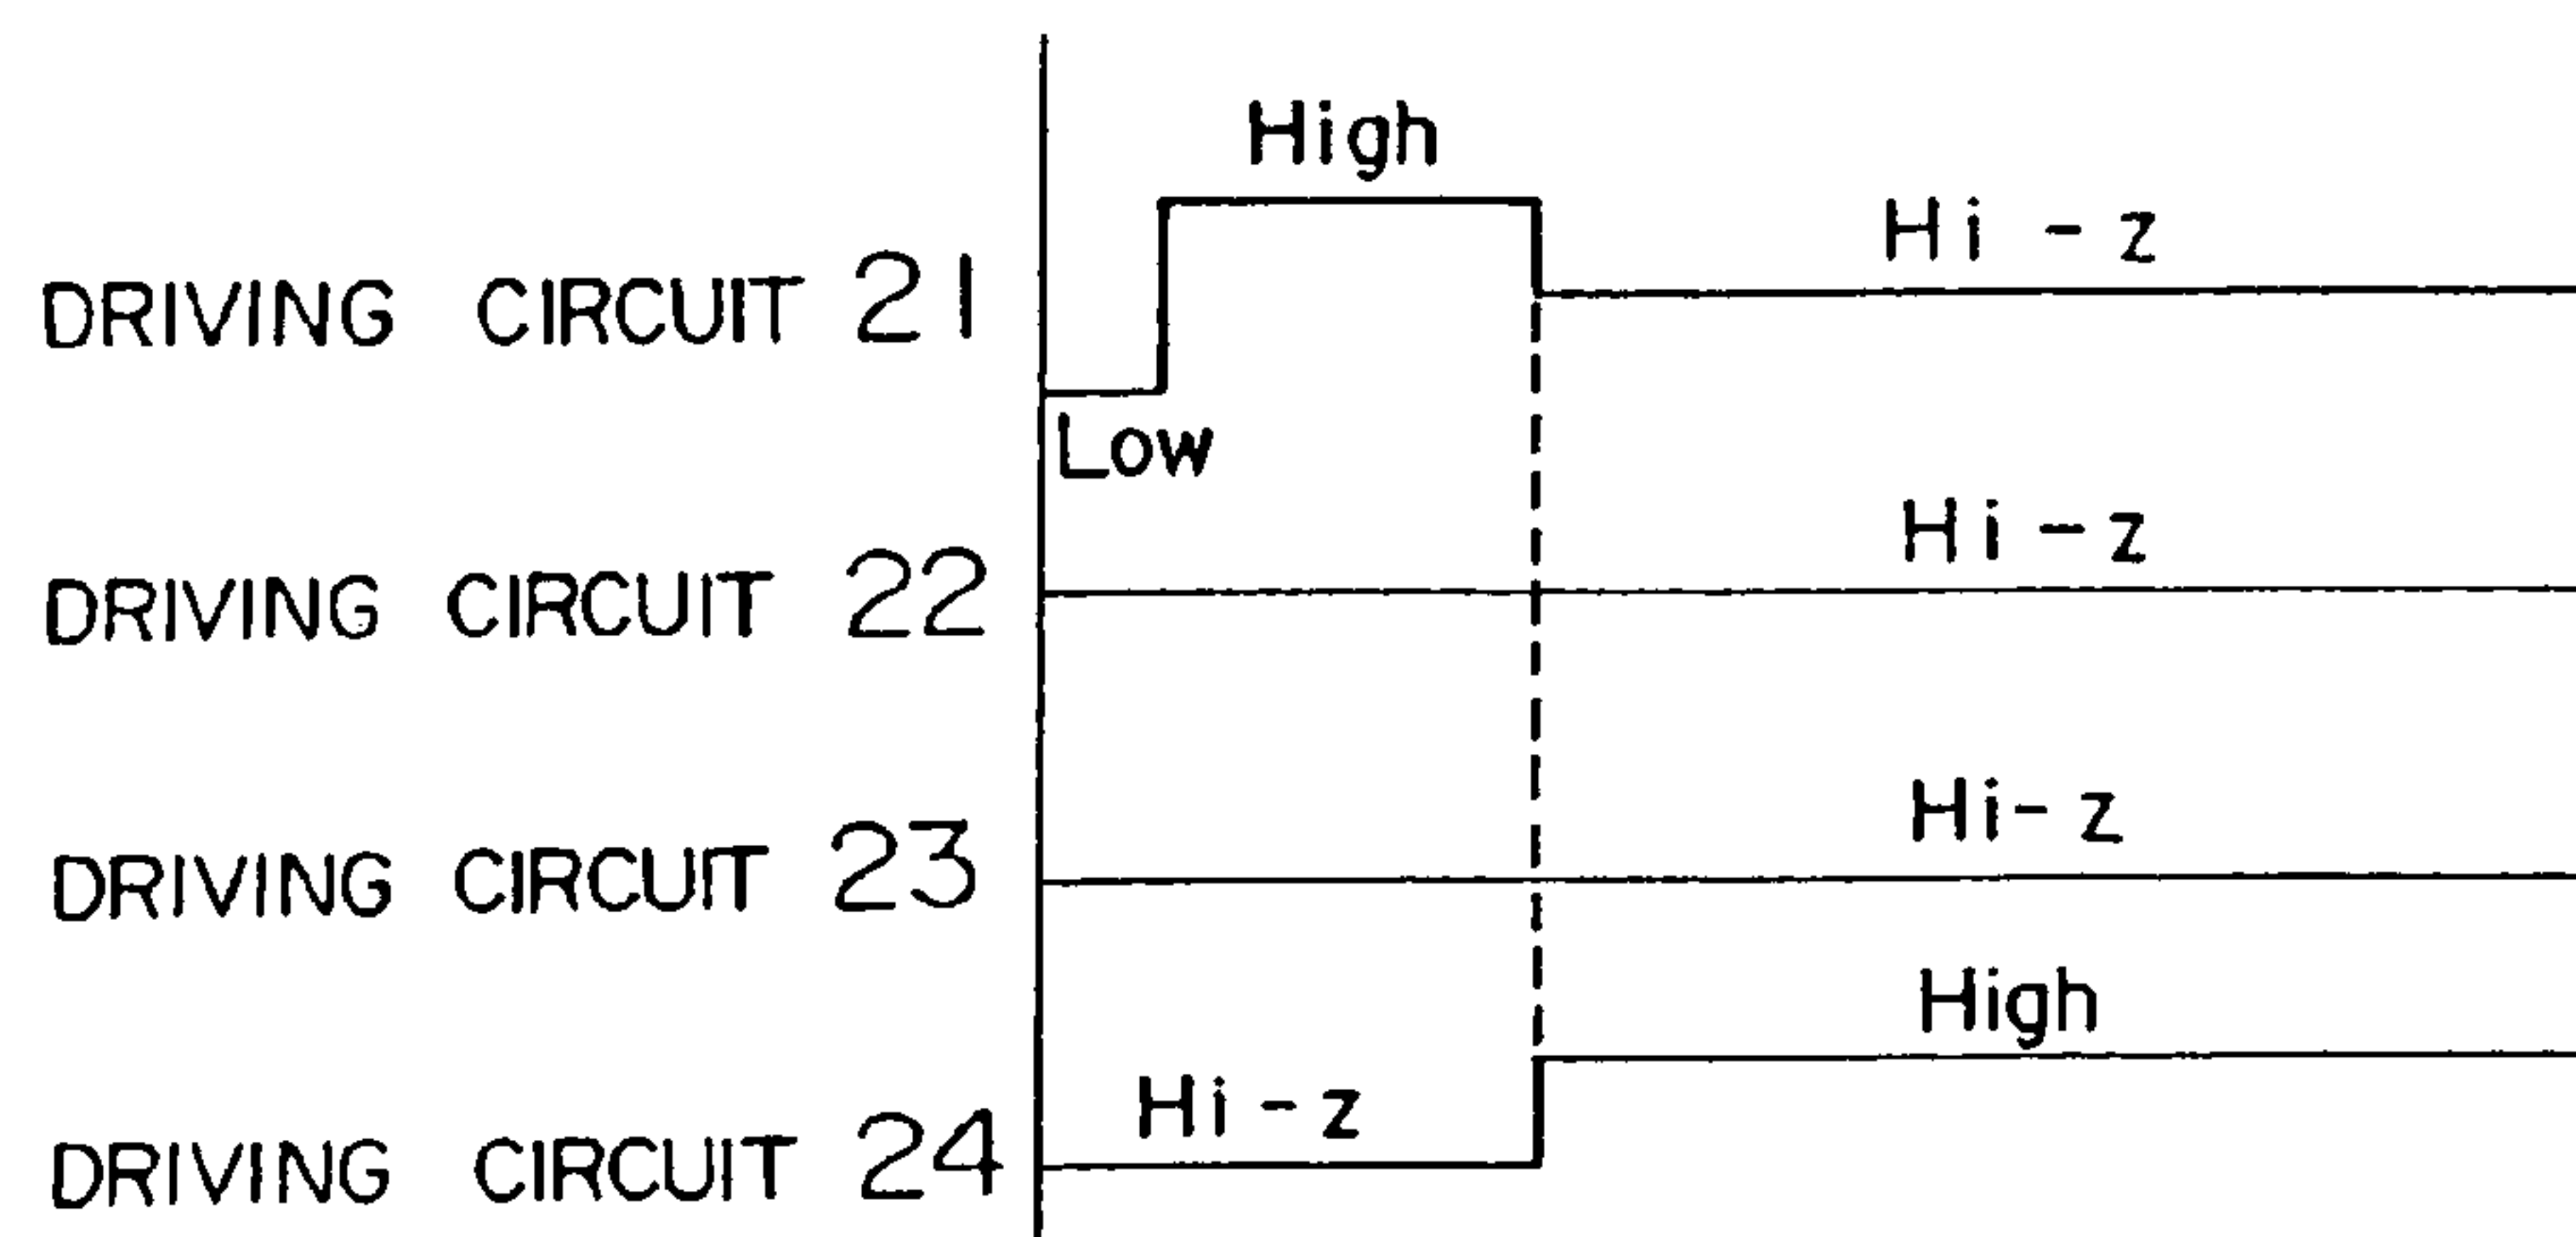 High
Hi - z
DRIVING CIRCUIT 21
Low
Hi - z
DRIVING CIRCUIT 22
Hi - z
DRIVING CIRCUIT 23
High
Hi - z
DRIVING CIRCUIT 24